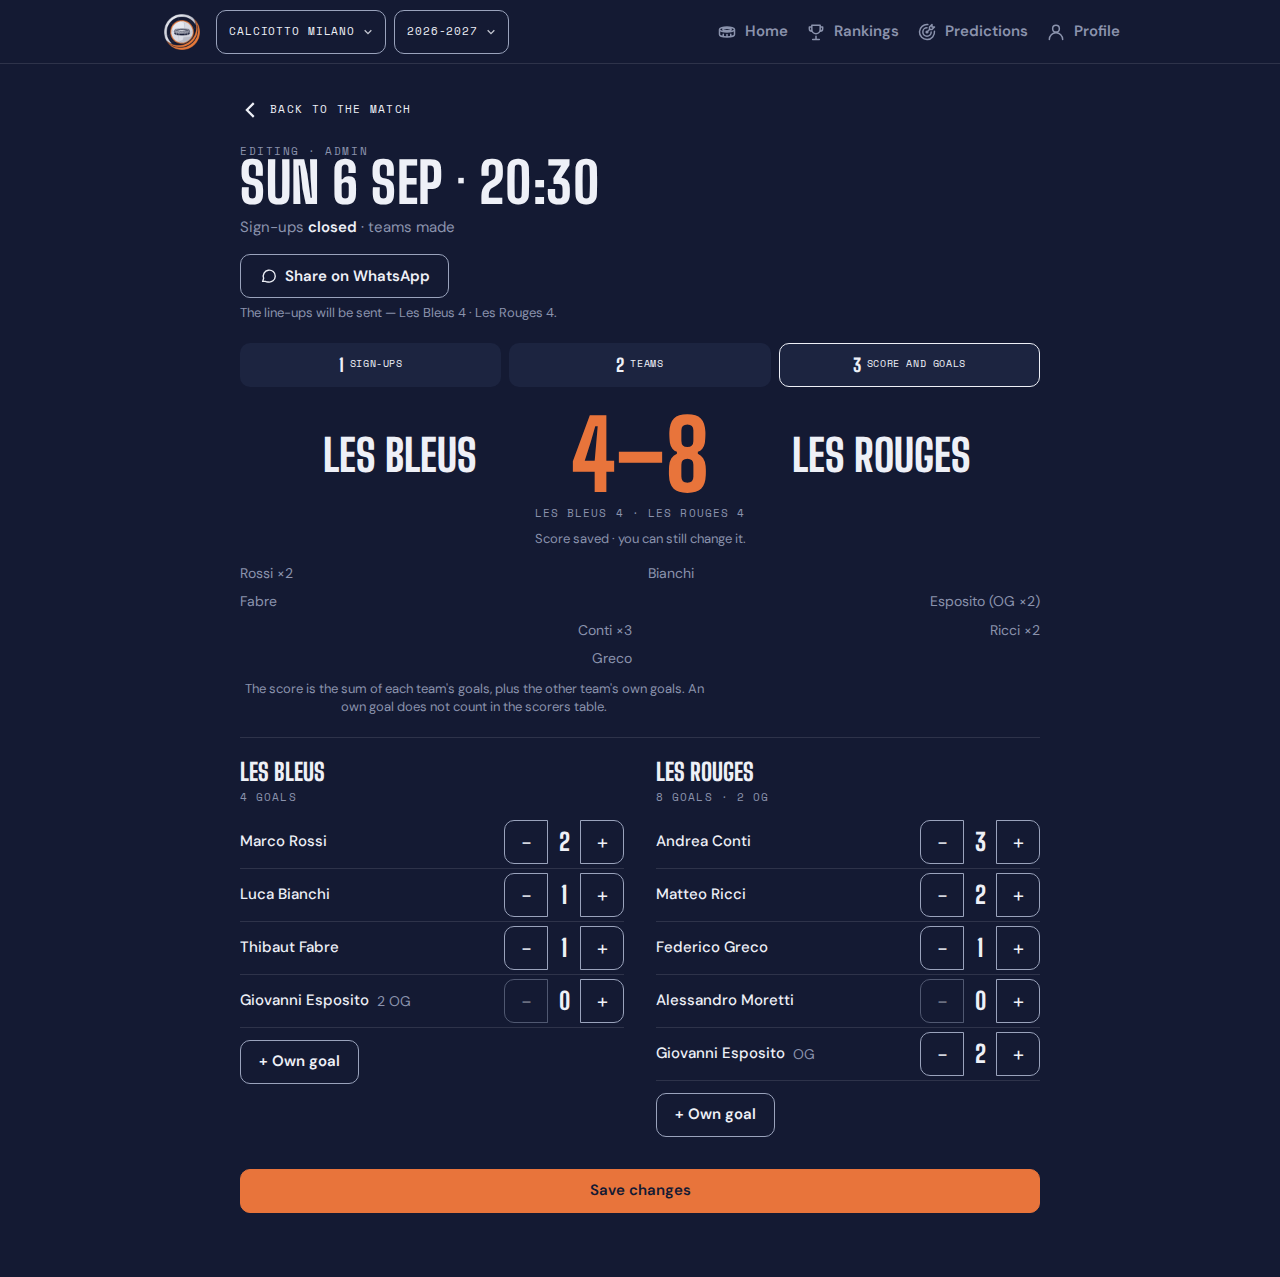 CALCIOTTO MILANO
2026-2027
Home
Rankings
Predictions
Profile
BACK TO THE MATCH
EDITING · ADMIN
SUN 6 SEP · 20:30
Sign-ups closed · teams made
Share on WhatsApp
The line-ups will be sent — Les Bleus 4 · Les Rouges 4.
1 SIGN-UPS
2 TEAMS
3 SCORE AND GOALS
LES BLEUS
4–8
LES ROUGES
LES BLEUS 4 · LES ROUGES 4
Score saved · you can still change it.
Rossi ×2
Bianchi
Fabre
Esposito (OG ×2)
Conti ×3
Ricci ×2
Greco
The score is the sum of each team's goals, plus the other team's own goals. An
own goal does not count in the scorers table.
LES BLEUS
4 GOALS
Marco Rossi − 2 +
Luca Bianchi − 1 +
Thibaut Fabre − 1 +
Giovanni Esposito 2 OG − 0 +
+ Own goal
LES ROUGES
8 GOALS · 2 OG
Andrea Conti − 3 +
Matteo Ricci − 2 +
Federico Greco − 1 +
Alessandro Moretti − 0 +
Giovanni Esposito OG − 2 +
+ Own goal
Save changes